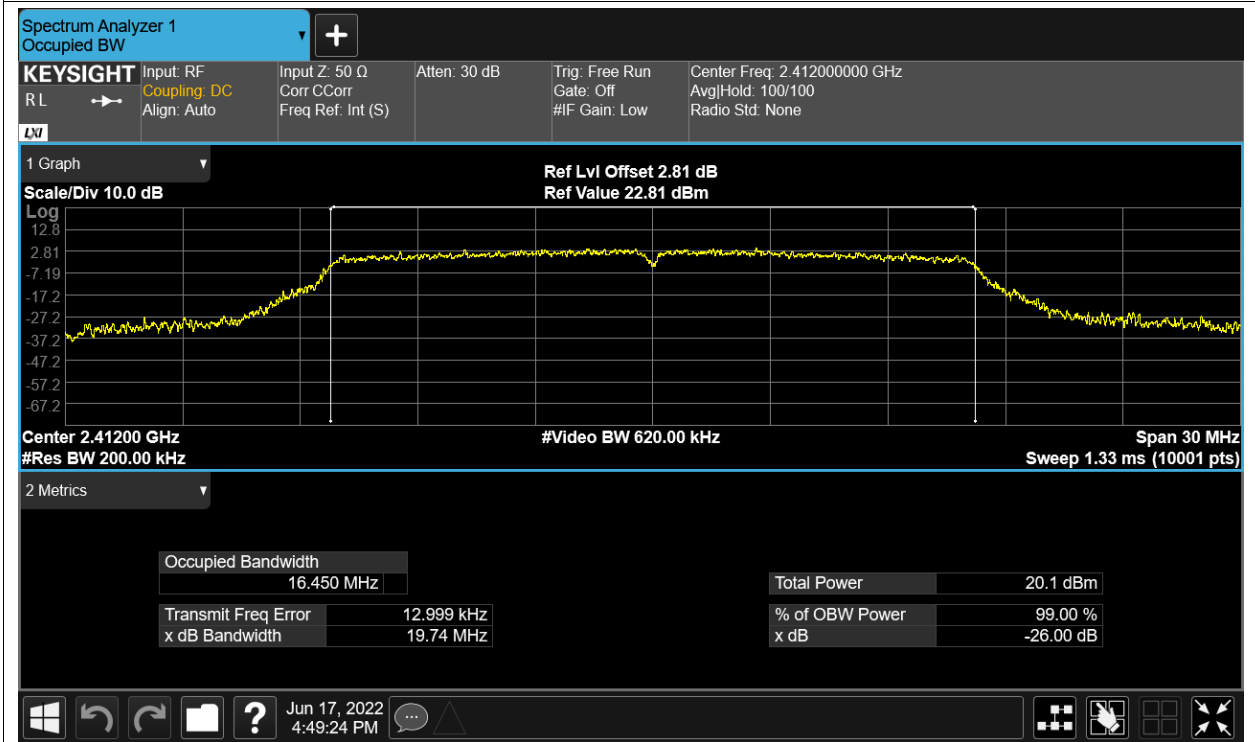 Spectrum Analyzer 1
Occupied BW
KEYSIGHT
R L
LXI
Input: RF
Coupling: DC
Align: Auto
Input Z: 50 Ω
Corr CCorr
Freq Ref: Int (S)
Atten: 30 dB
Trig: Free Run
Gate: Off
#IF Gain: Low
Center Freq: 2.412000000 GHz
Avg|Hold: 100/100
Radio Std: None
1 Graph
Scale/Div 10.0 dB
Ref Lvl Offset 2.81 dB
Ref Value 22.81 dBm
Log
12.8
2.81
-7.19
-17.2
-27.2
-37.2
-47.2
-57.2
-67.2
Center 2.41200 GHz
#Video BW 620.00 kHz
Span 30 MHz
#Res BW 200.00 kHz
Sweep 1.33 ms (10001 pts)
2 Metrics
Occupied Bandwidth
16.450 MHz
Total Power 20.1 dBm
Transmit Freq Error 12.999 kHz
% of OBW Power 99.00 %
x dB Bandwidth 19.74 MHz
x dB -26.00 dB
?
Jun 17, 2022
4:49:24 PM